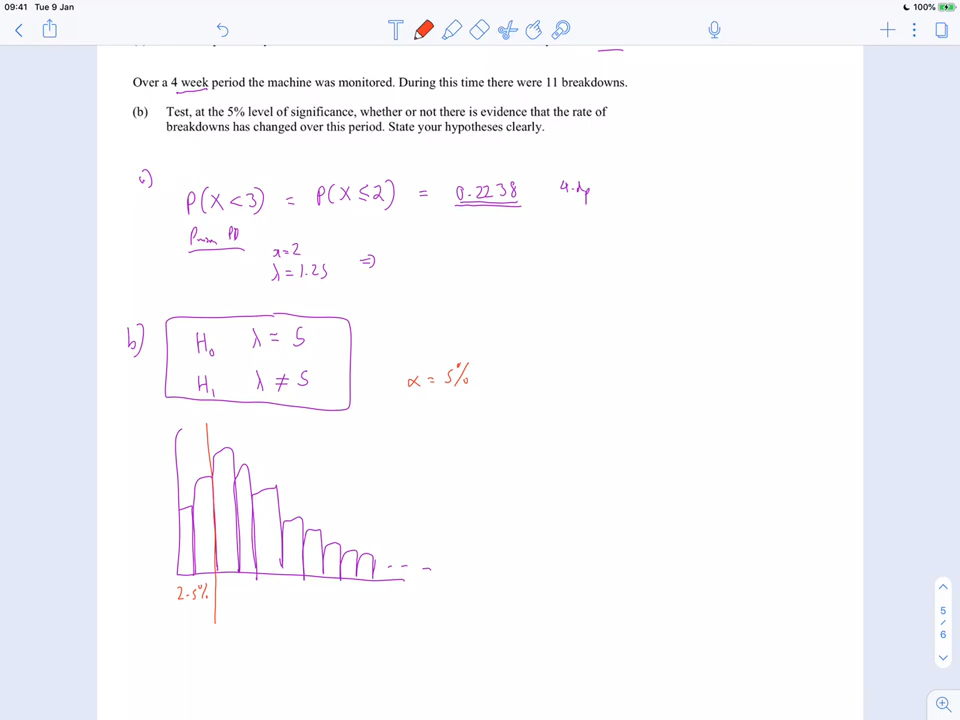 09:41 Tue 9 Jan
100%
Over a 4 week period the machine was monitored. During this time there were 11 breakdowns.
(b) Test, at the 5% level of significance, whether or not there is evidence that the rate of
breakdowns has changed over this period. State your hypotheses clearly.
P(X < 3) = P(X ≤ 2) = 0.2238 4.dp
PD
x = 2
λ = 1.25 ⇒
b)
H₀ λ = 5
H₁ λ ≠ 5
α = 5%
2.5%
5
/
6